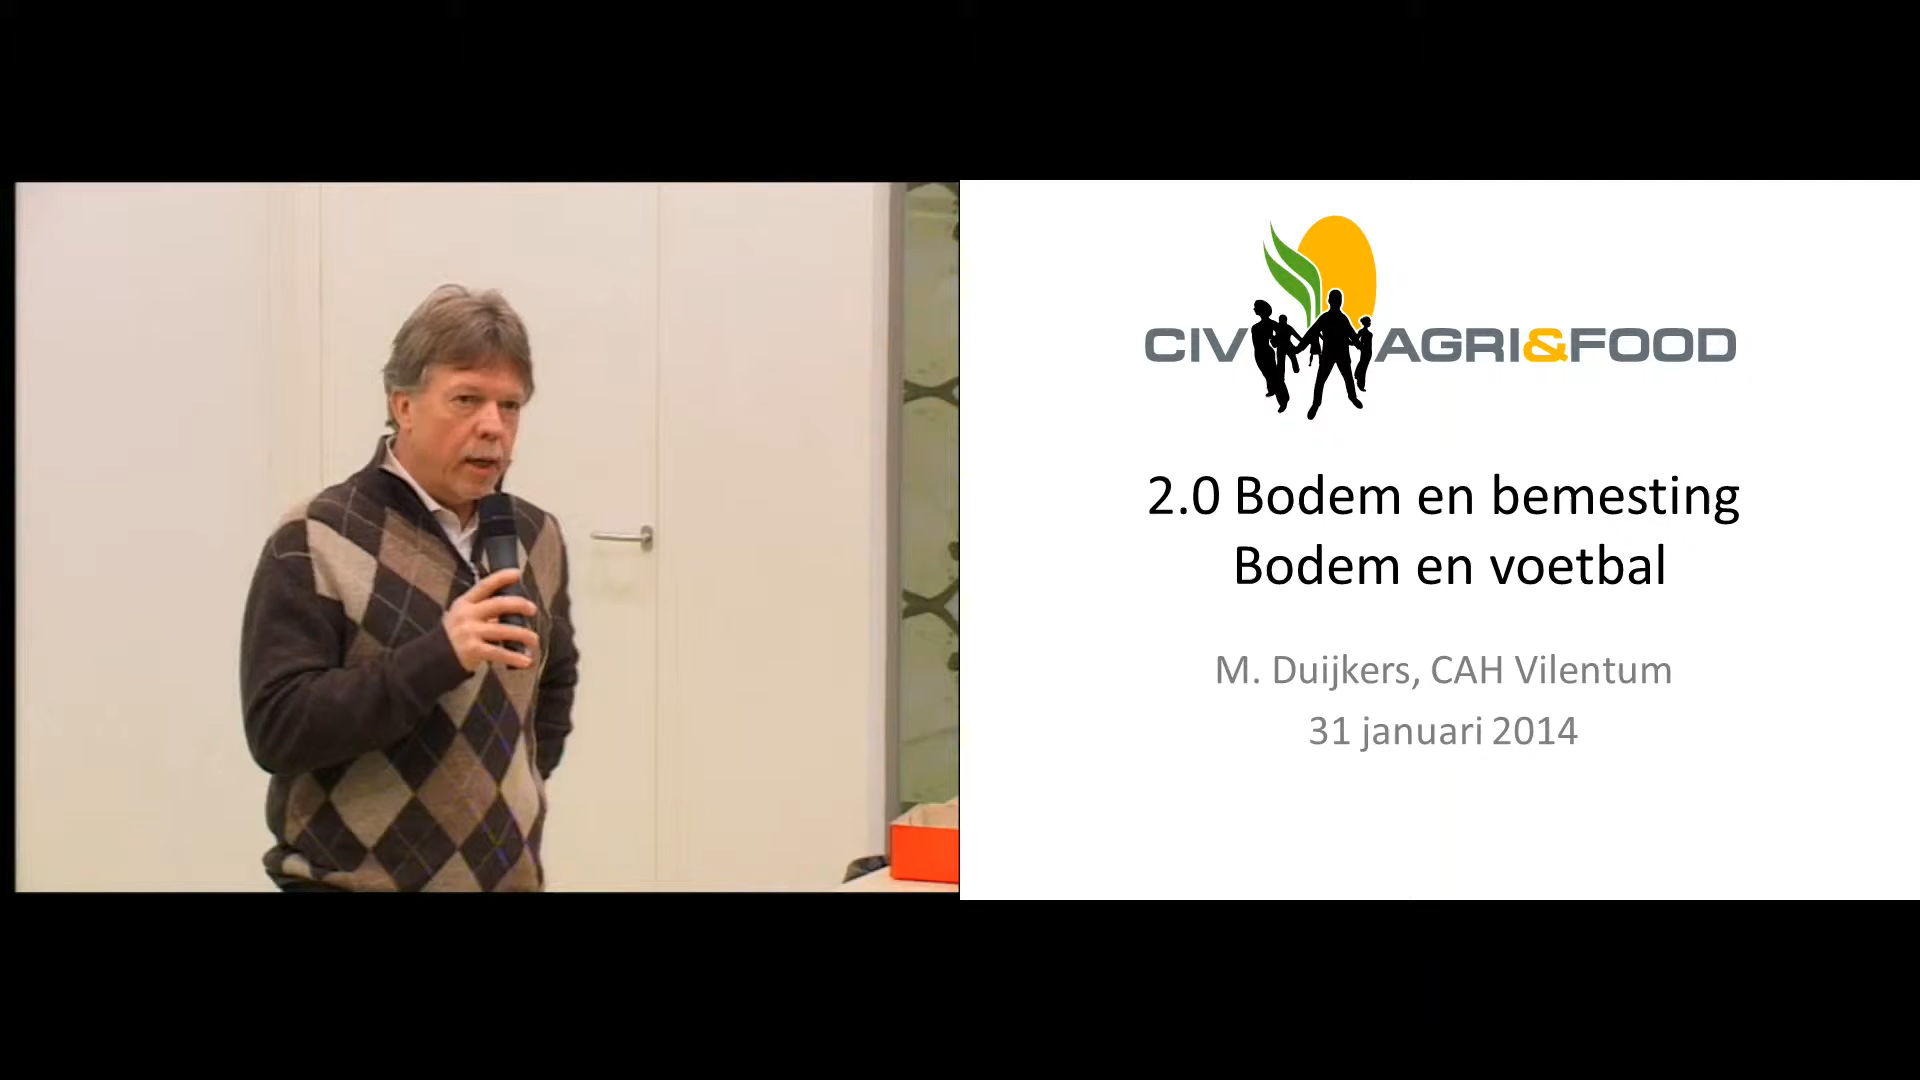 CIV AGRI&FOOD
2.0 Bodem en bemesting
Bodem en voetbal
M. Duijkers, CAH Vilentum
31 januari 2014